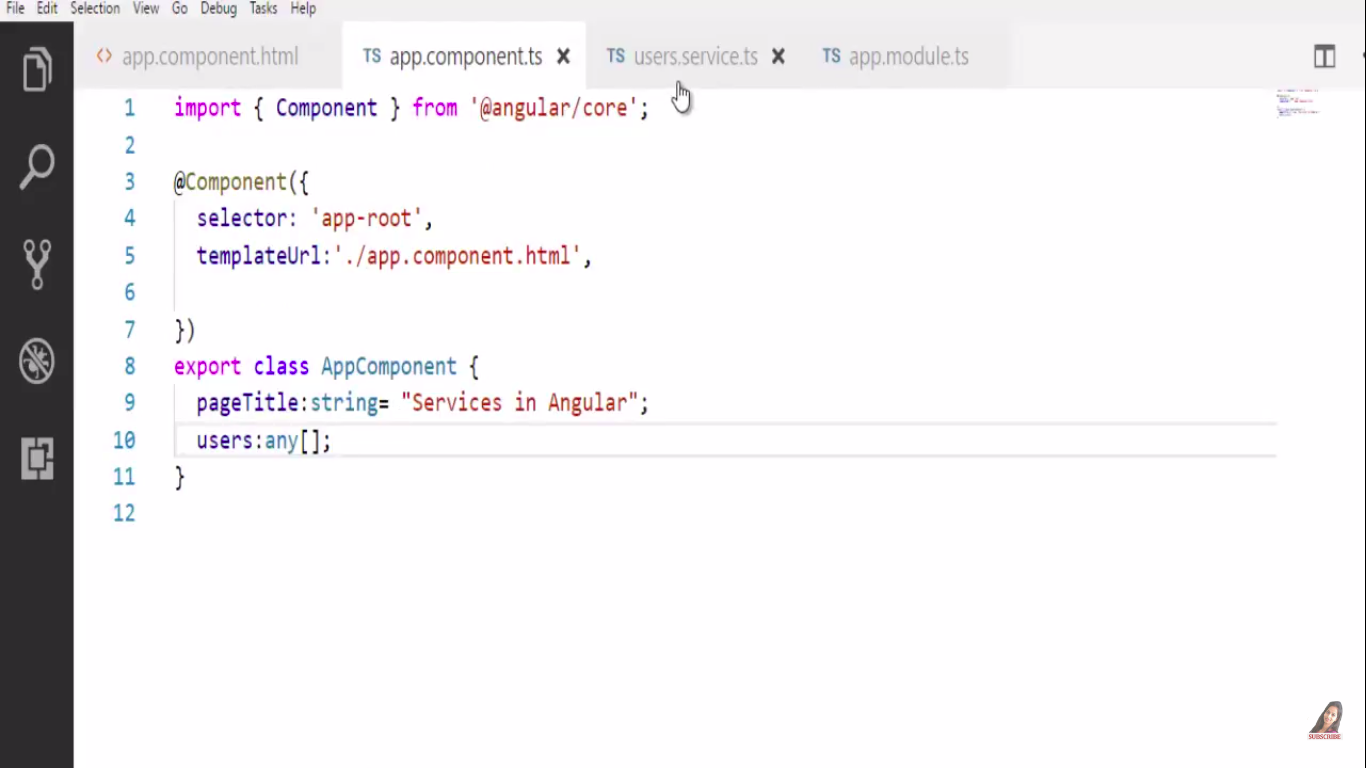 File Edit Selection View Go Debug Tasks Help
<> app.component.html TS app.component.ts TS users.service.ts TS app.module.ts
1 import { Component } from '@angular/core';
2
3 @Component({
4 selector: 'app-root',
5 templateUrl:'./app.component.html',
6
7 })
8 export class AppComponent {
9 pageTitle:string= "Services in Angular";
10 users:any[];
11 }
12
SUBSCRIBE